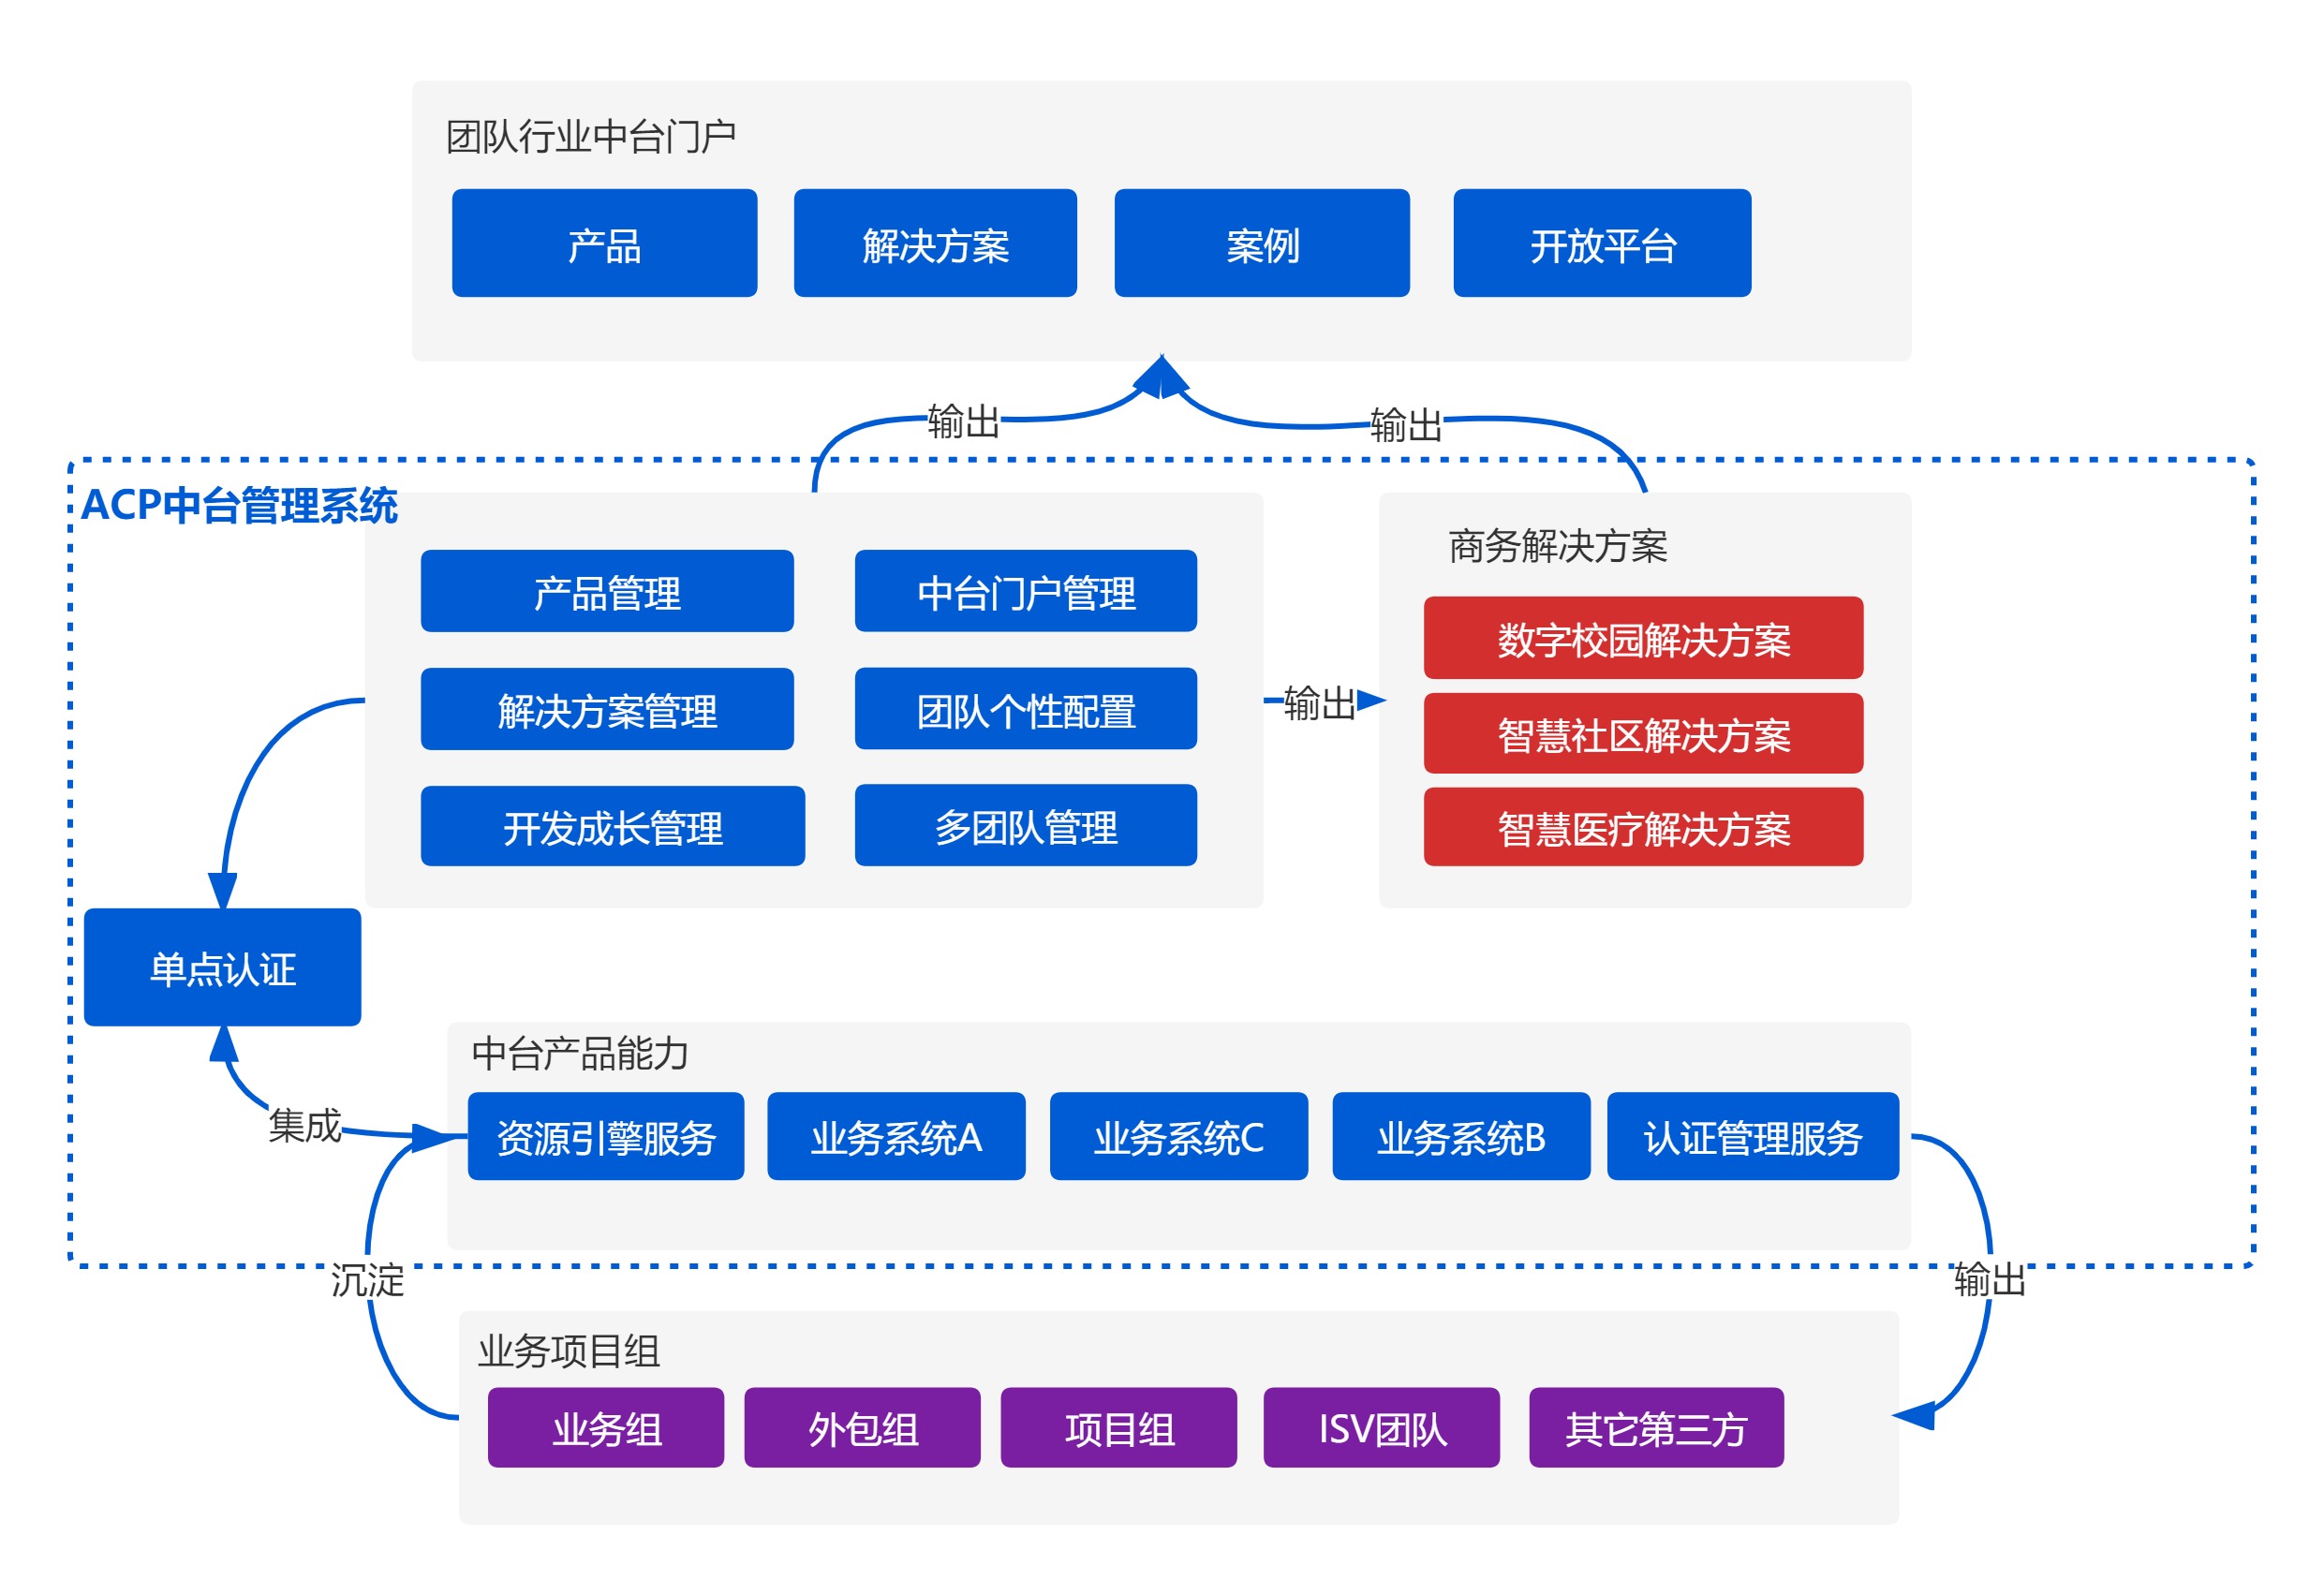 团队行业中台门户
产品
解决方案
案例
开放平台
输出
输出
ACP中台管理系统
产品管理
中台门户管理
解决方案管理
团队个性配置
开发成长管理
多团队管理
输出
商务解决方案
数字校园解决方案
智慧社区解决方案
智慧医疗解决方案
单点认证
集成
中台产品能力
资源引擎服务
业务系统A
业务系统C
业务系统B
认证管理服务
沉淀
输出
业务项目组
业务组
外包组
项目组
ISV团队
其它第三方